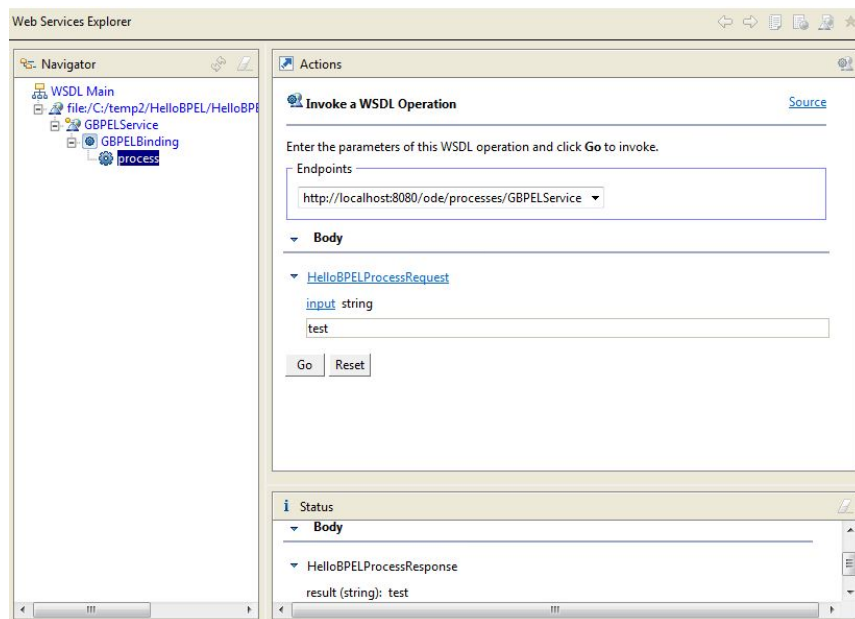 Web Services Explorer
Navigator
WSDL Main
file:/C:/temp2/HelloBPEL/HelloBPE
GBPELService
GBPELBinding
process
Actions
Invoke a WSDL Operation
Source
Enter the parameters of this WSDL operation and click Go to invoke.
Endpoints
http://localhost:8080/ode/processes/GBPELService
Body
HelloBPELProcessRequest
input string
test
Go Reset
i Status
Body
HelloBPELProcessResponse
result (string): test